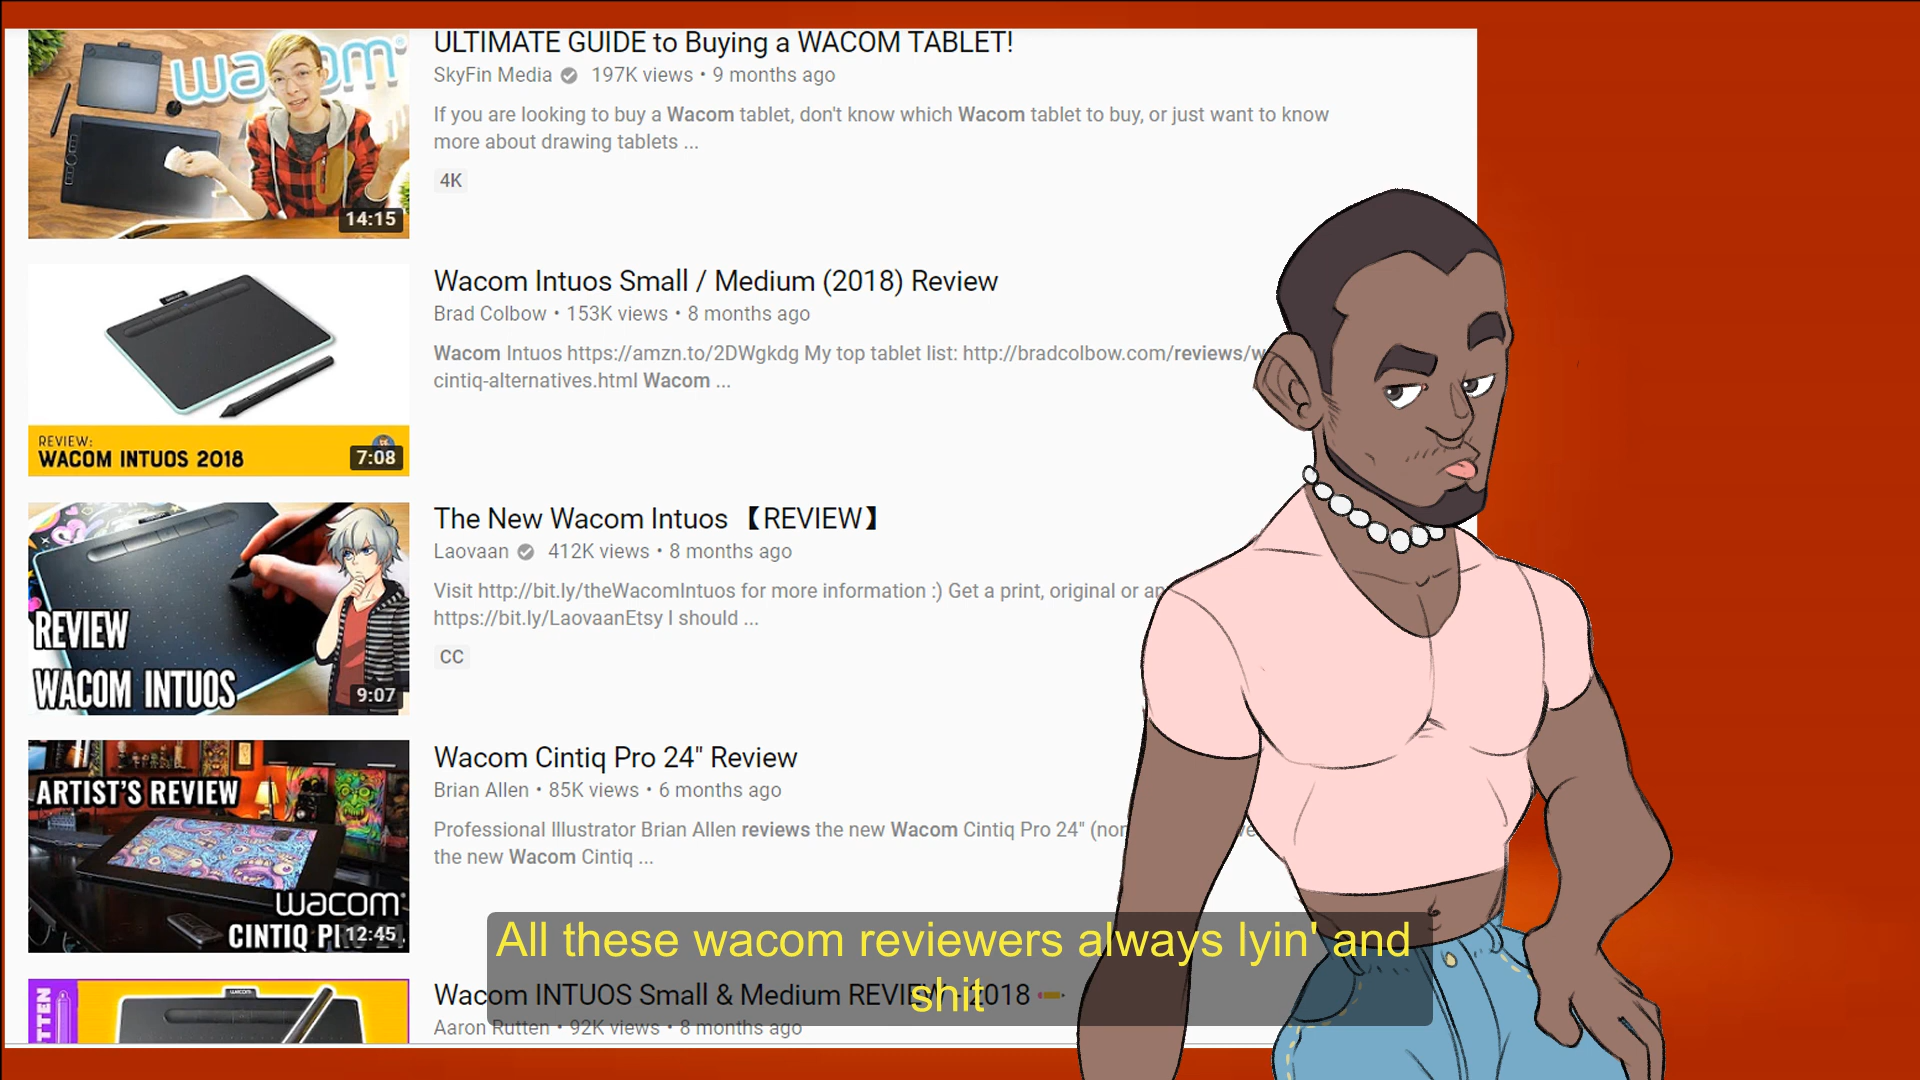 wacom
14:15
ULTIMATE GUIDE to Buying a WACOM TABLET!
SkyFin Media 197K views • 9 months ago
If you are looking to buy a Wacom tablet, don't know which Wacom tablet to buy, or just want to know
more about drawing tablets ...
4K
REVIEW:
WACOM INTUOS 2018
7:08
Wacom Intuos Small / Medium (2018) Review
Brad Colbow • 153K views • 8 months ago
Wacom Intuos https://amzn.to/2DWgkdg My top tablet list: http://bradcolbow.com/reviews/w
cintiq-alternatives.html Wacom ...
REVIEW
WACOM INTUOS
9:07
The New Wacom Intuos 【REVIEW】
Laovaan 412K views • 8 months ago
Visit http://bit.ly/theWacomIntuos for more information :) Get a print, original or
https://bit.ly/LaovaanEtsy I should ...
CC
ARTIST'S REVIEW
wacom
CINTIQ
12:45
Wacom Cintiq Pro 24" Review
Brian Allen • 85K views • 6 months ago
Professional Illustrator Brian Allen reviews the new Wacom Cintiq Pro 24"
the new Wacom Cintiq ...
wacom
Wacom INTUOS Small & Medium REVIEW - 2018
Aaron Rutten • 92K views • 8 months ago
All these wacom reviewers always lyin' and
shit